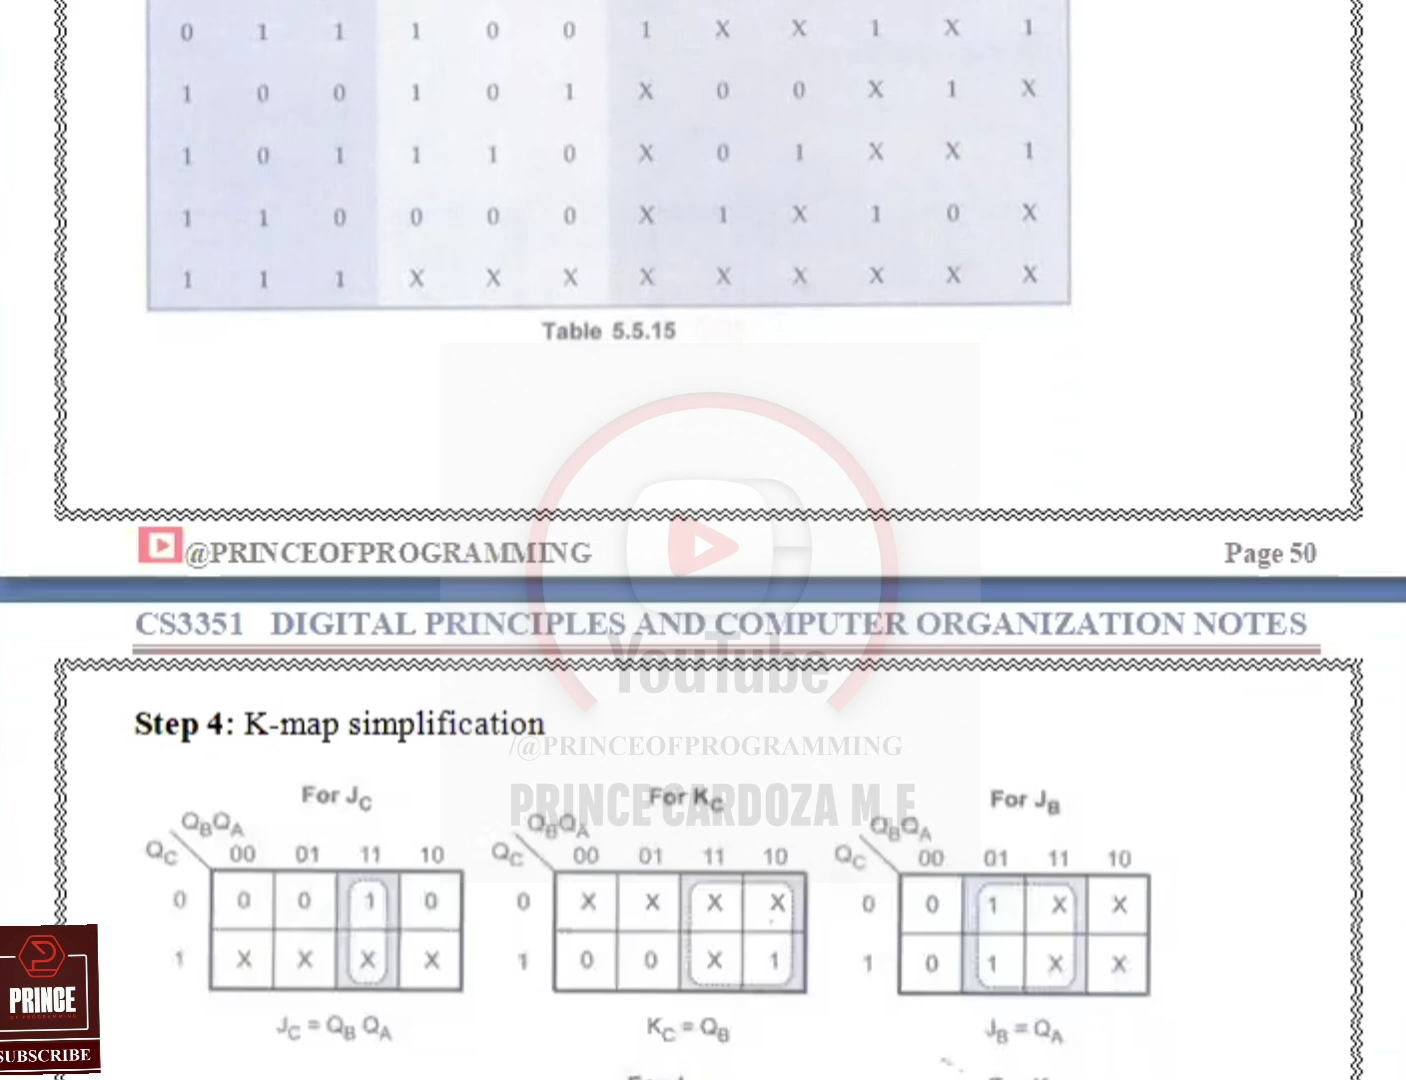 0 1 1 1 0 0 1 X X 1 X 1
1 0 0 1 0 1 X 0 0 X 1 X
1 0 1 1 1 0 X 0 1 X X 1
1 1 0 0 0 0 X 1 X 1 0 X
1 1 1 X X X X X X X X X
Table 5.5.15
@PRINCEOFPROGRAMMING
Page 50
CS3351 DIGITAL PRINCIPLES AND COMPUTER ORGANIZATION NOTES
YouTube
Step 4: K-map simplification
/@PRINCEOFPROGRAMMING
PRINCE CARDOZA M.E
For JC
QBQA
QC
00 01 11 10
0 0 0 1 0
1 X X X X
JC = QB QA
For KC
QBQA
QC
00 01 11 10
0 X X X X
1 0 0 X 1
KC = QB
For JB
QBQA
QC
00 01 11 10
0 0 1 X X
1 0 1 X X
JB = QA
PRINCE
SUBSCRIBE